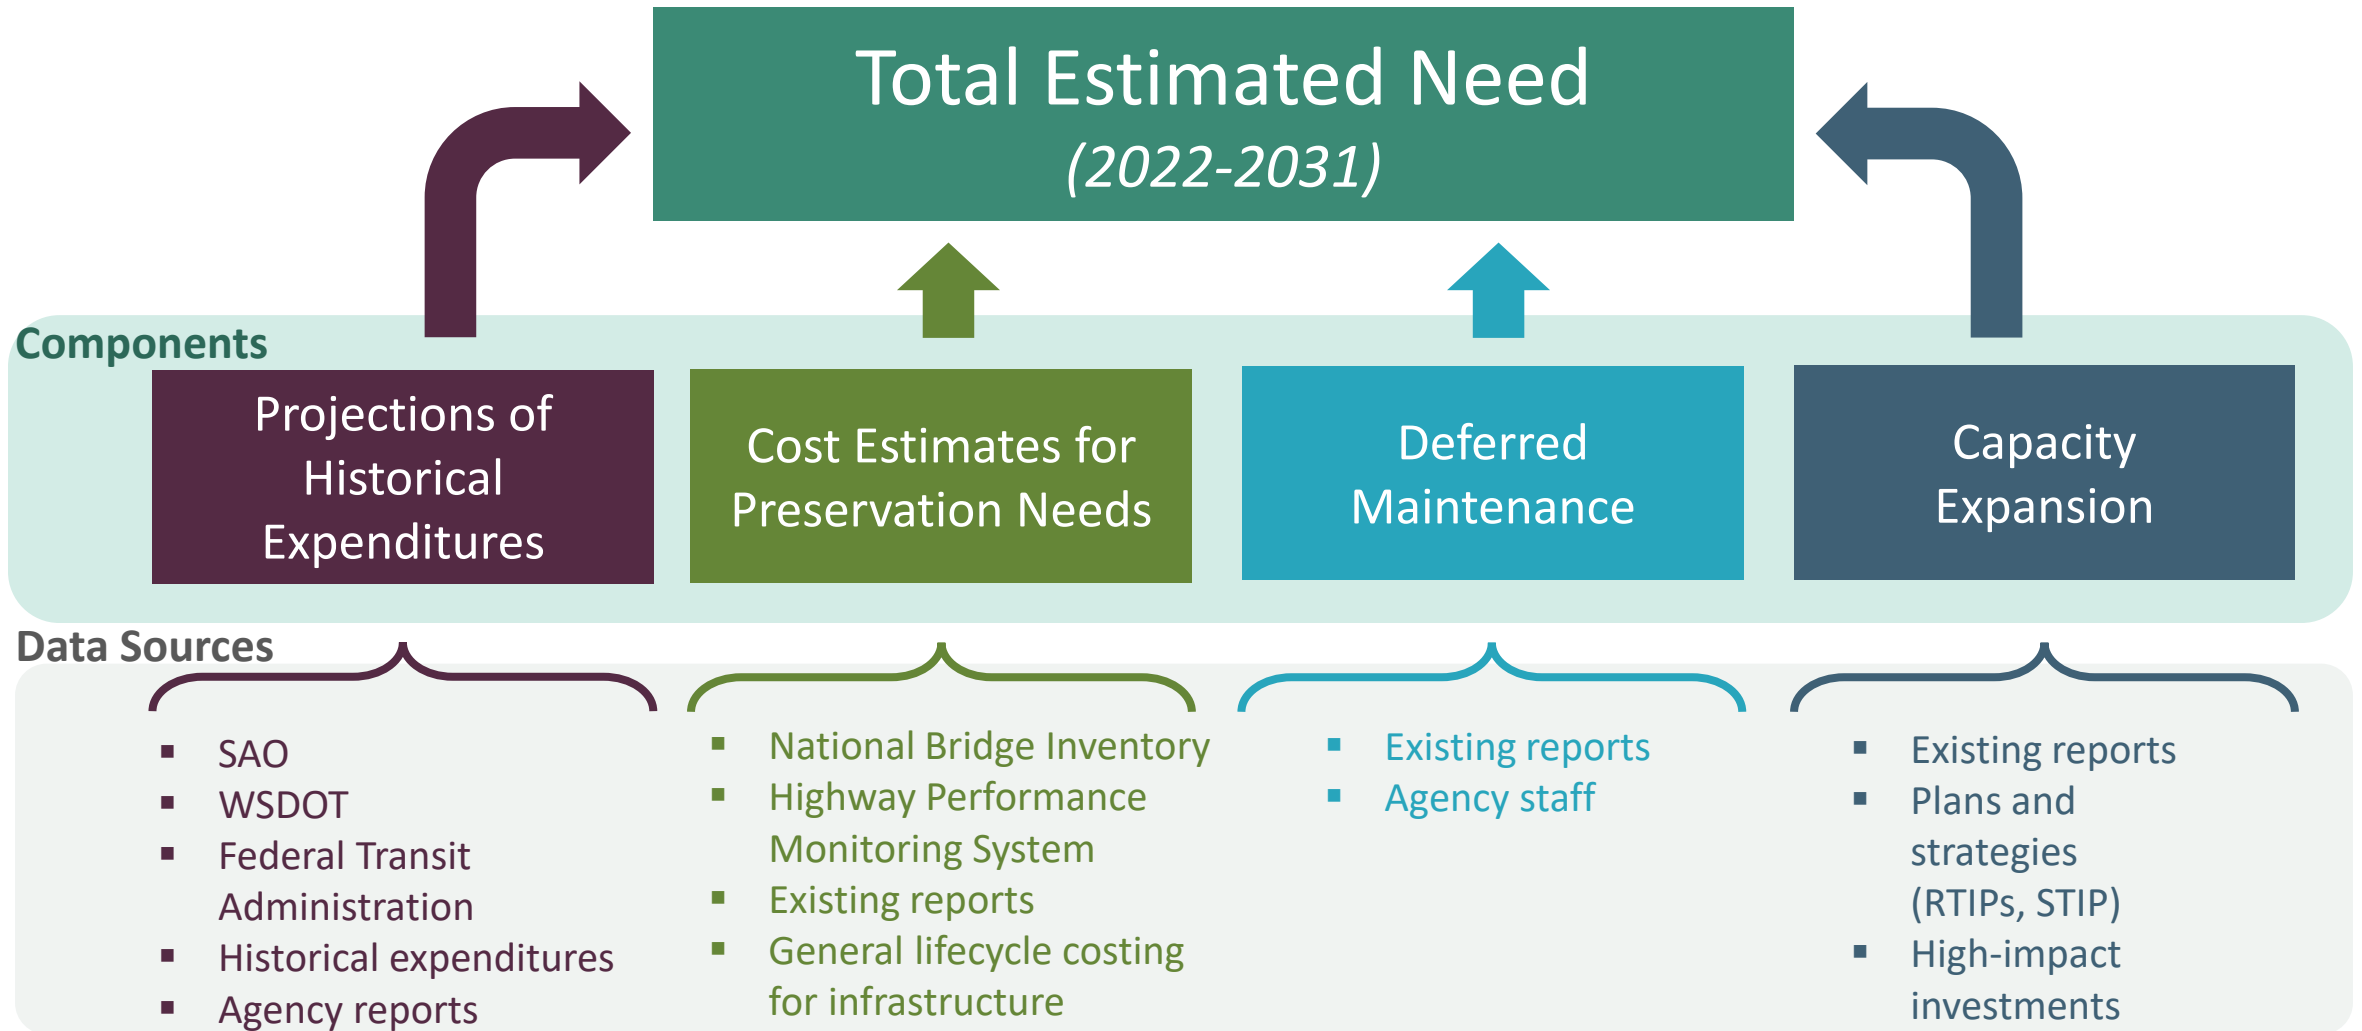 Total Estimated Need
(2022-2031)
Components
Projections of
Historical
Expenditures
Cost Estimates for
Preservation Needs
Deferred
Maintenance
Capacity
Expansion
Data Sources
▪ SAO
▪ WSDOT
▪ Federal Transit
Administration
▪ Historical expenditures
▪ Agency reports
▪ National Bridge Inventory
▪ Highway Performance
Monitoring System
▪ Existing reports
▪ General lifecycle costing
for infrastructure
▪ Existing reports
▪ Agency staff
▪ Existing reports
▪ Plans and
strategies
(RTIPs, STIP)
▪ High-impact
investments